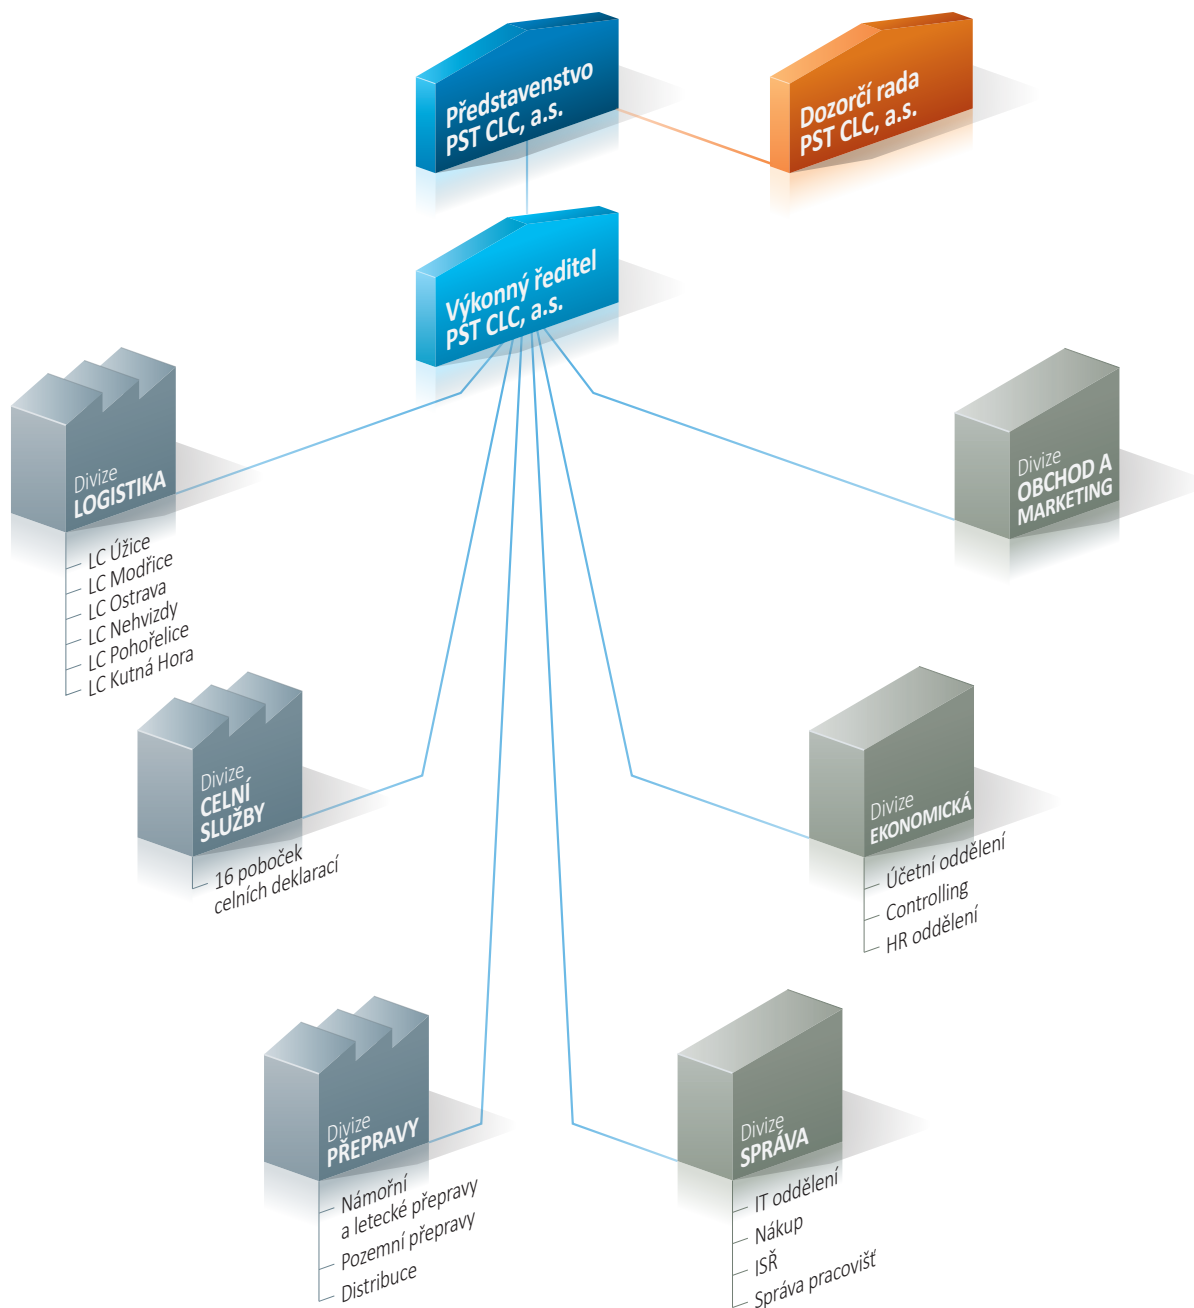 Představenstvo
PST CLC, a.s.
Dozorčí rada
PST CLC, a.s.
Výkonný ředitel
PST CLC, a.s.
Divize
LOGISTIKA
LC Úžice
LC Modřice
LC Ostrava
LC Nehvizdy
LC Pohořelice
LC Kutná Hora
Divize
OBCHOD A
MARKETING
Divize
CELNÍ
SLUŽBY
16 poboček
celních deklarací
Divize
EKONOMICKÁ
Účetní oddělení
Controlling
HR oddělení
Divize
PŘEPRAVY
Námořní
a letecké přepravy
Pozemní přepravy
Distribuce
Divize
SPRÁVA
IT oddělení
Nákup
ISŘ
Správa pracovišť